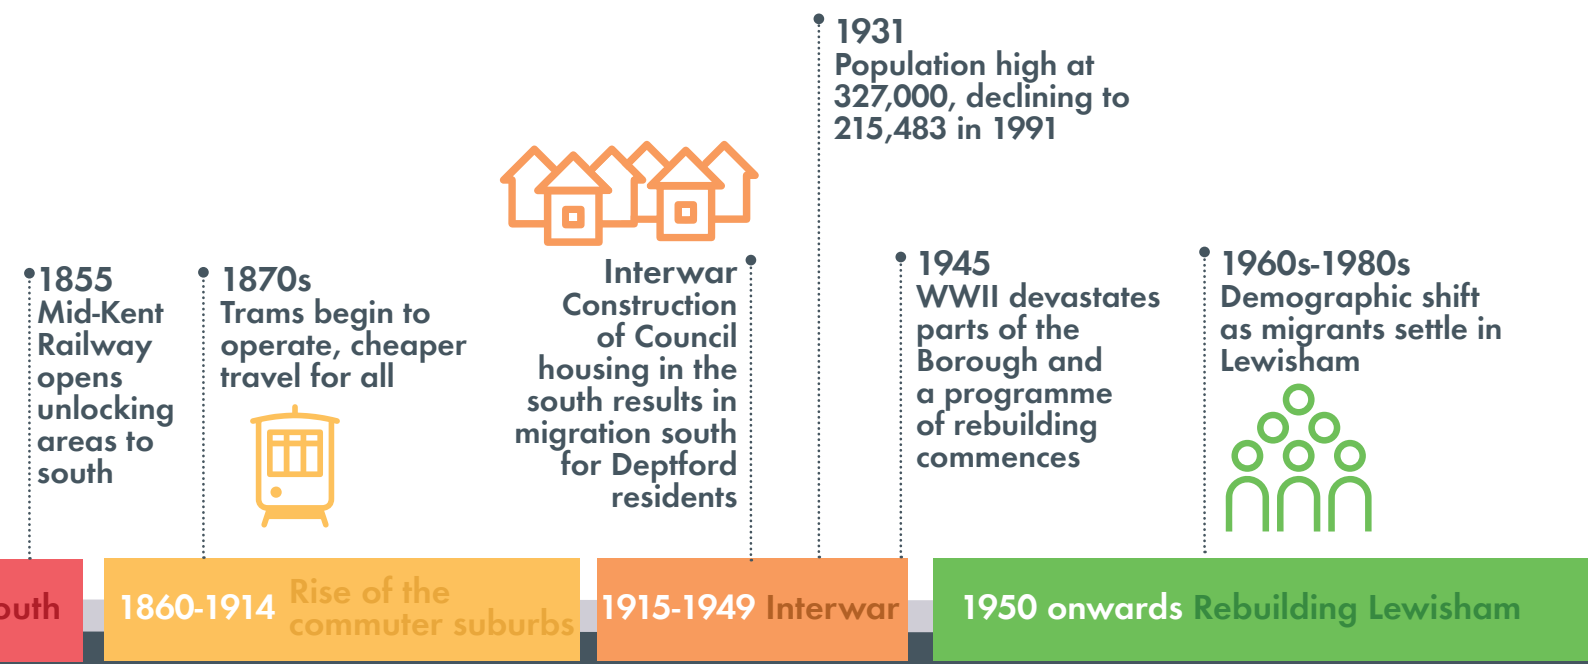 1931
Population high at
327,000, declining to
215,483 in 1991
1855
Mid-Kent
Railway
opens
unlocking
areas to
south
1870s
Trams begin to
operate, cheaper
travel for all
Interwar
Construction
of Council
housing in the
south results in
migration south
for Deptford
residents
1945
WWII devastates
parts of the
Borough and
a programme
of rebuilding
commences
1960s-1980s
Demographic shift
as migrants settle in
Lewisham
1860-1914 Rise of the
commuter suburbs
1915-1949 Interwar
1950 onwards Rebuilding Lewisham